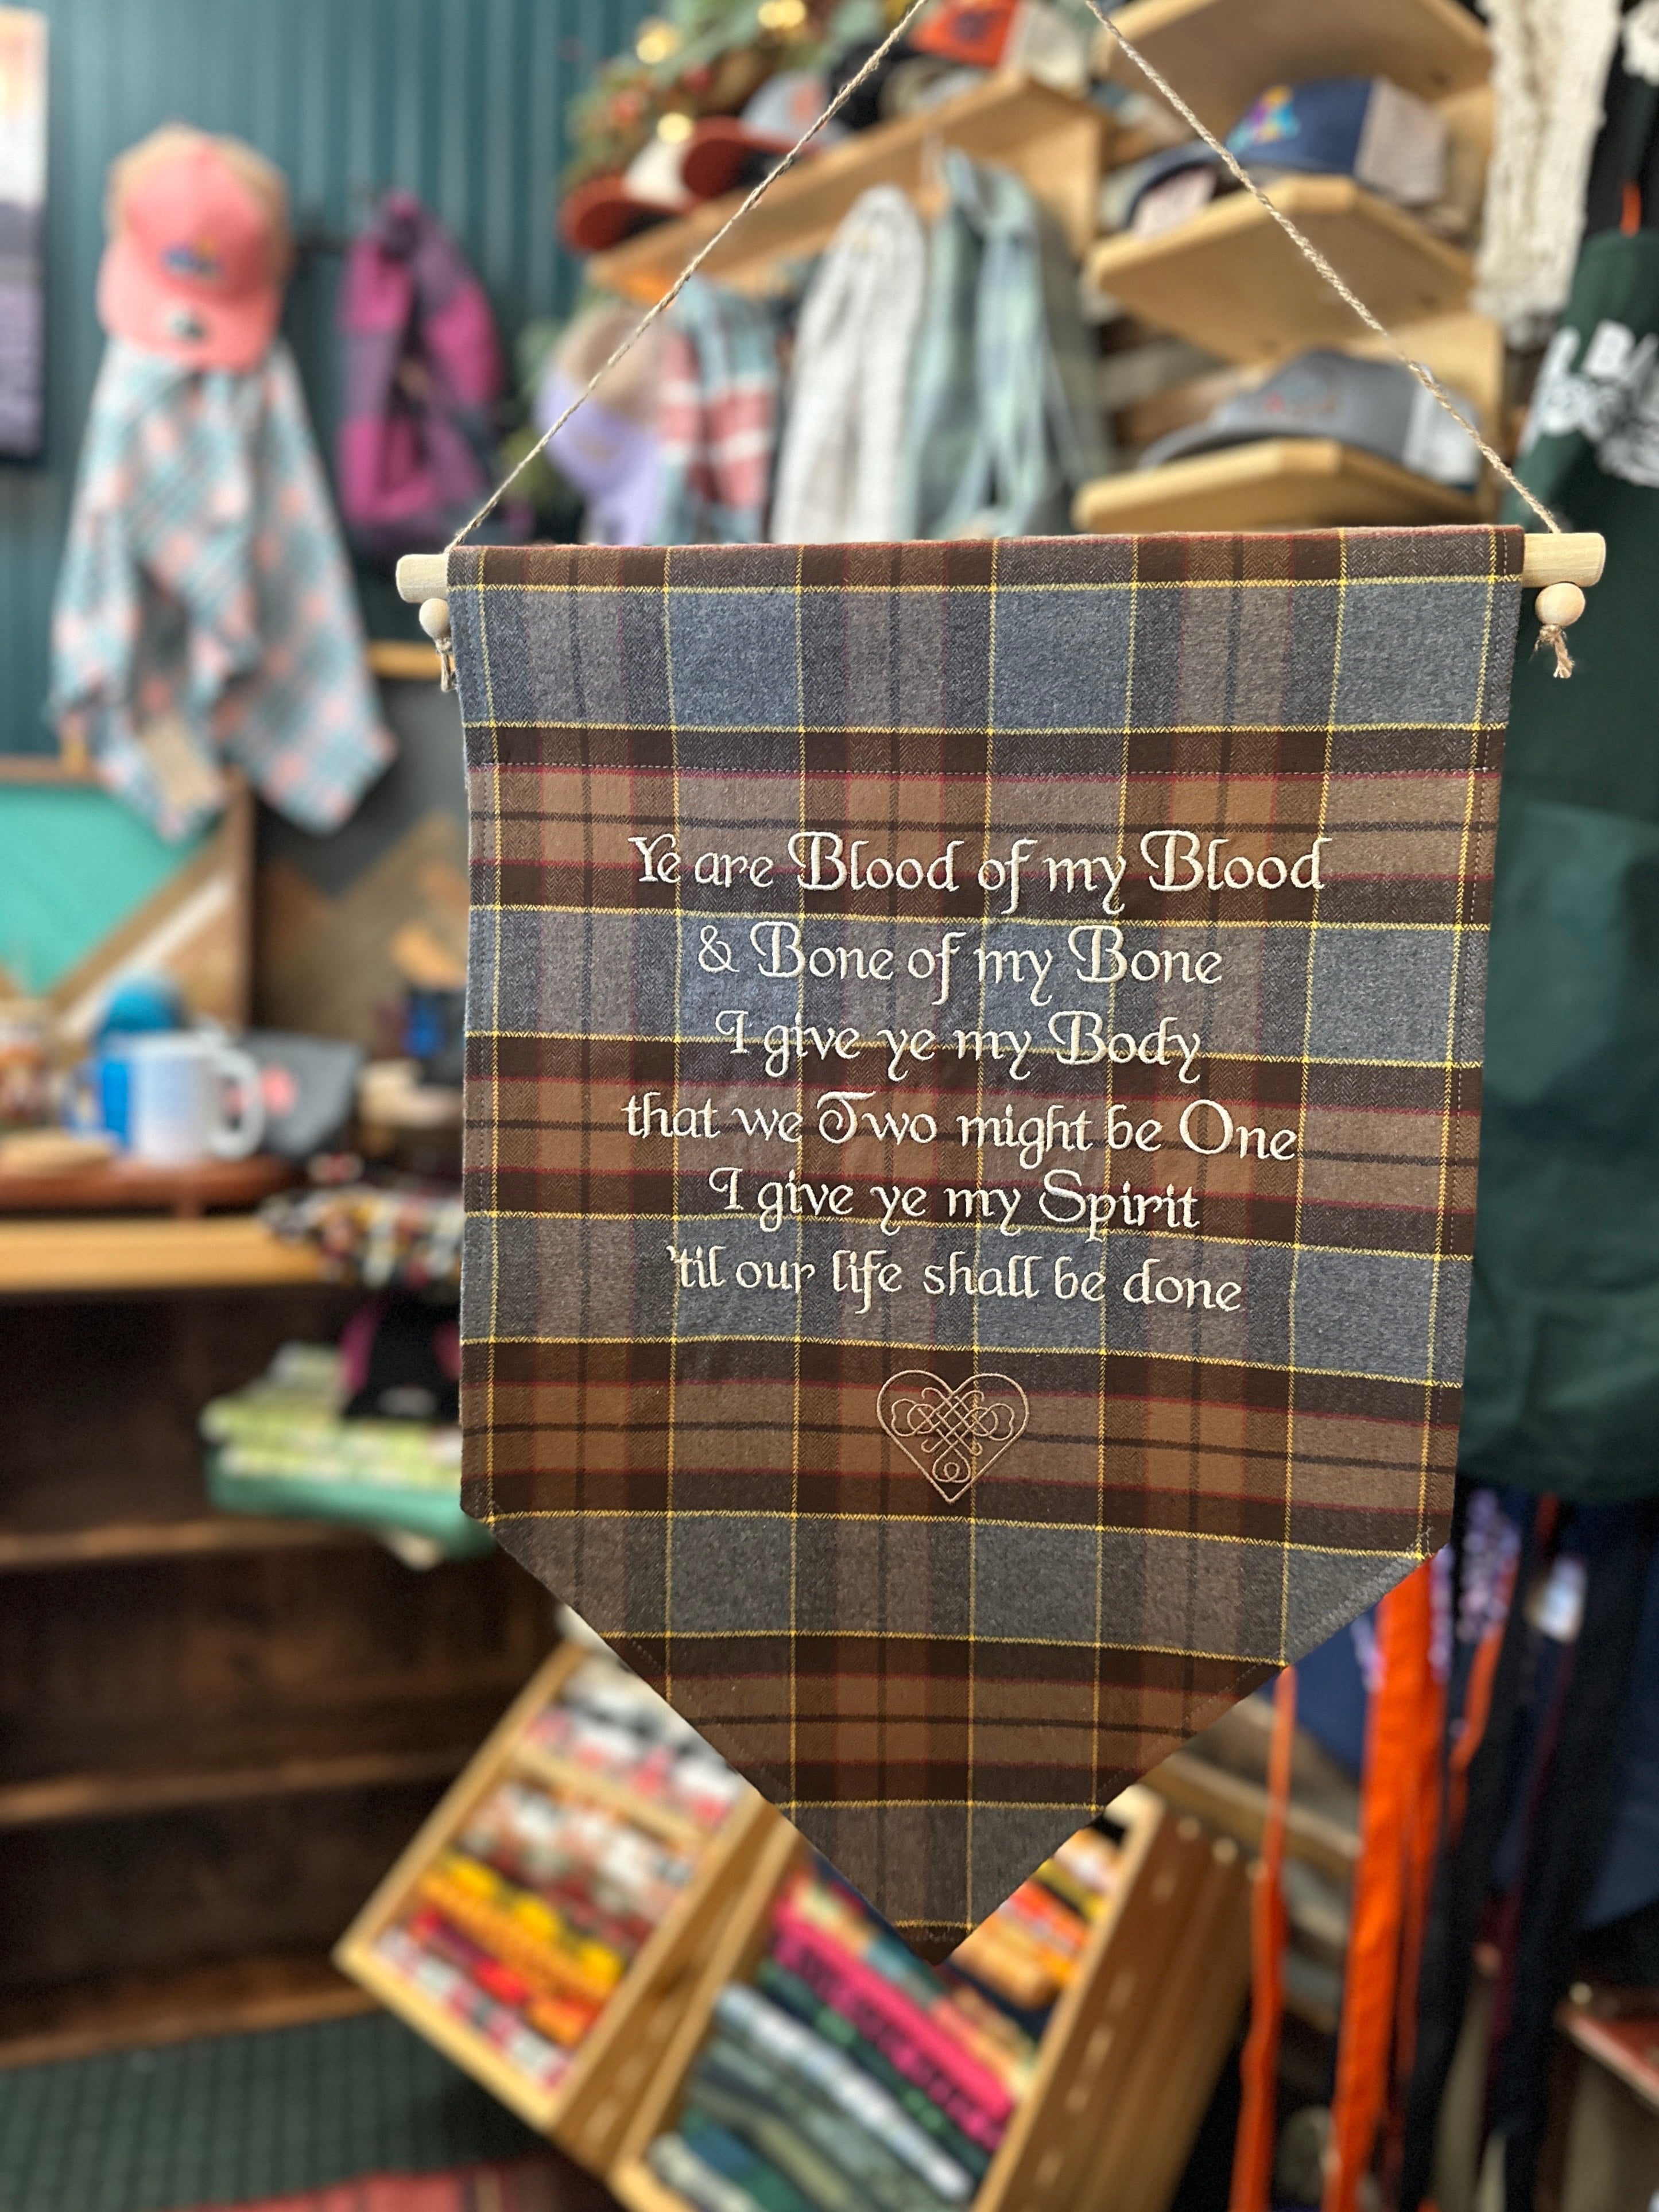 Ye are Blood of my Blood
& Bone of my Bone
I give ye my Body
that we Two might be One
I give ye my Spirit
'til our life shall be done